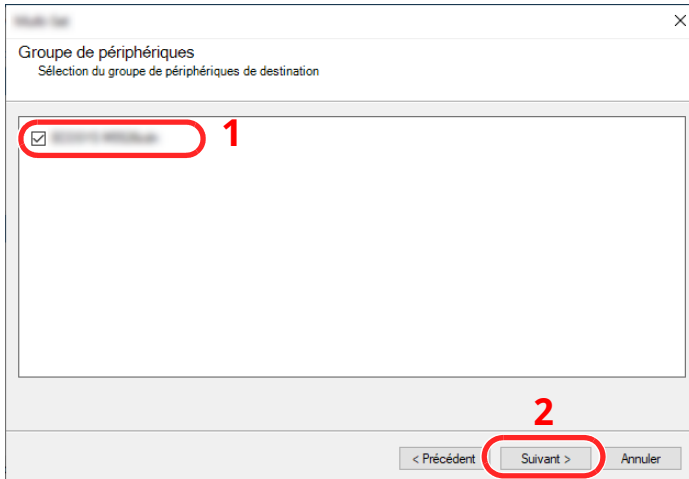 Groupe de périphériques
Sélection du groupe de périphériques de destination
1
2
< Précédent Suivant > Annuler